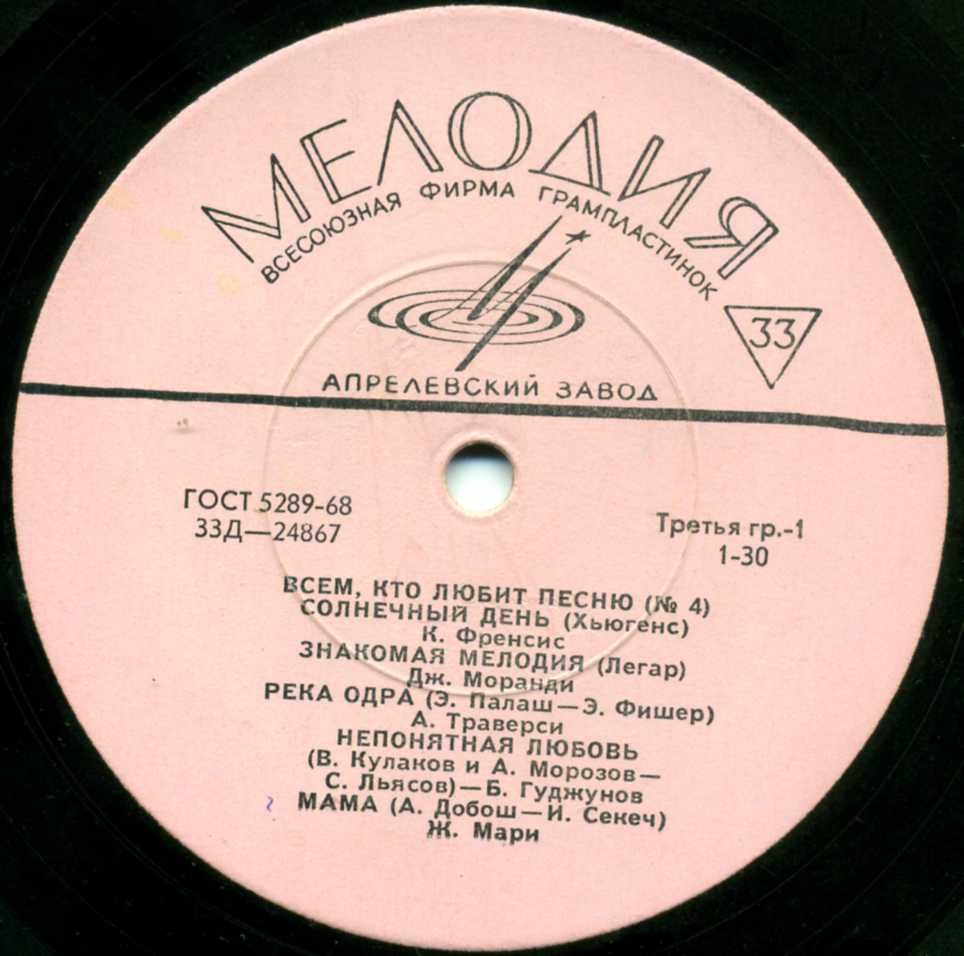 МЕЛОДИЯ
ВСЕСОЮЗНАЯ ФИРМА ГРАМПЛАСТИНОК
33
АПРЕЛЕВСКИЙ ЗАВОД
ГОСТ 5289-68
33Д—24867
Третья гр.-1
1-30
ВСЕМ, КТО ЛЮБИТ ПЕСНЮ (№ 4)
СОЛНЕЧНЫЙ ДЕНЬ (Хьюгенс)
К. Френсис
ЗНАКОМАЯ МЕЛОДИЯ (Легар)
Дж. Моранди
РЕКА ОДРА (Э. Палаш—Э. Фишер)
А. Траверси
НЕПОНЯТНАЯ ЛЮБОВЬ
(В. Кулаков и А. Морозов—
С. Льясов)—Б. Гуджунов
МАМА (А. Добош—И. Секеч)
Ж. Мари